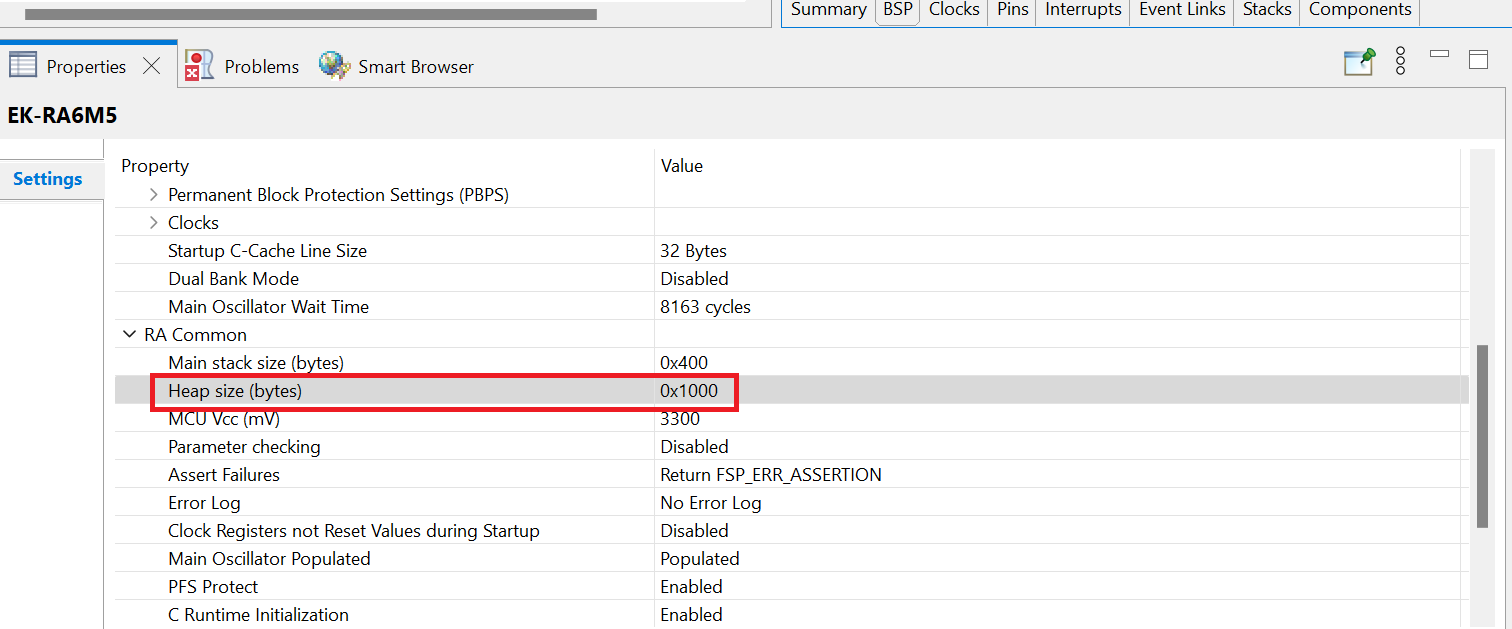 Summary BSP Clocks Pins Interrupts Event Links Stacks Components
Properties Problems Smart Browser
EK-RA6M5
Settings
Property Value
Permanent Block Protection Settings (PBPS)
Clocks
Startup C-Cache Line Size 32 Bytes
Dual Bank Mode Disabled
Main Oscillator Wait Time 8163 cycles
RA Common
Main stack size (bytes) 0x400
Heap size (bytes) 0x1000
MCU Vcc (mV) 3300
Parameter checking Disabled
Assert Failures Return FSP_ERR_ASSERTION
Error Log No Error Log
Clock Registers not Reset Values during Startup Disabled
Main Oscillator Populated Populated
PFS Protect Enabled
C Runtime Initialization Enabled